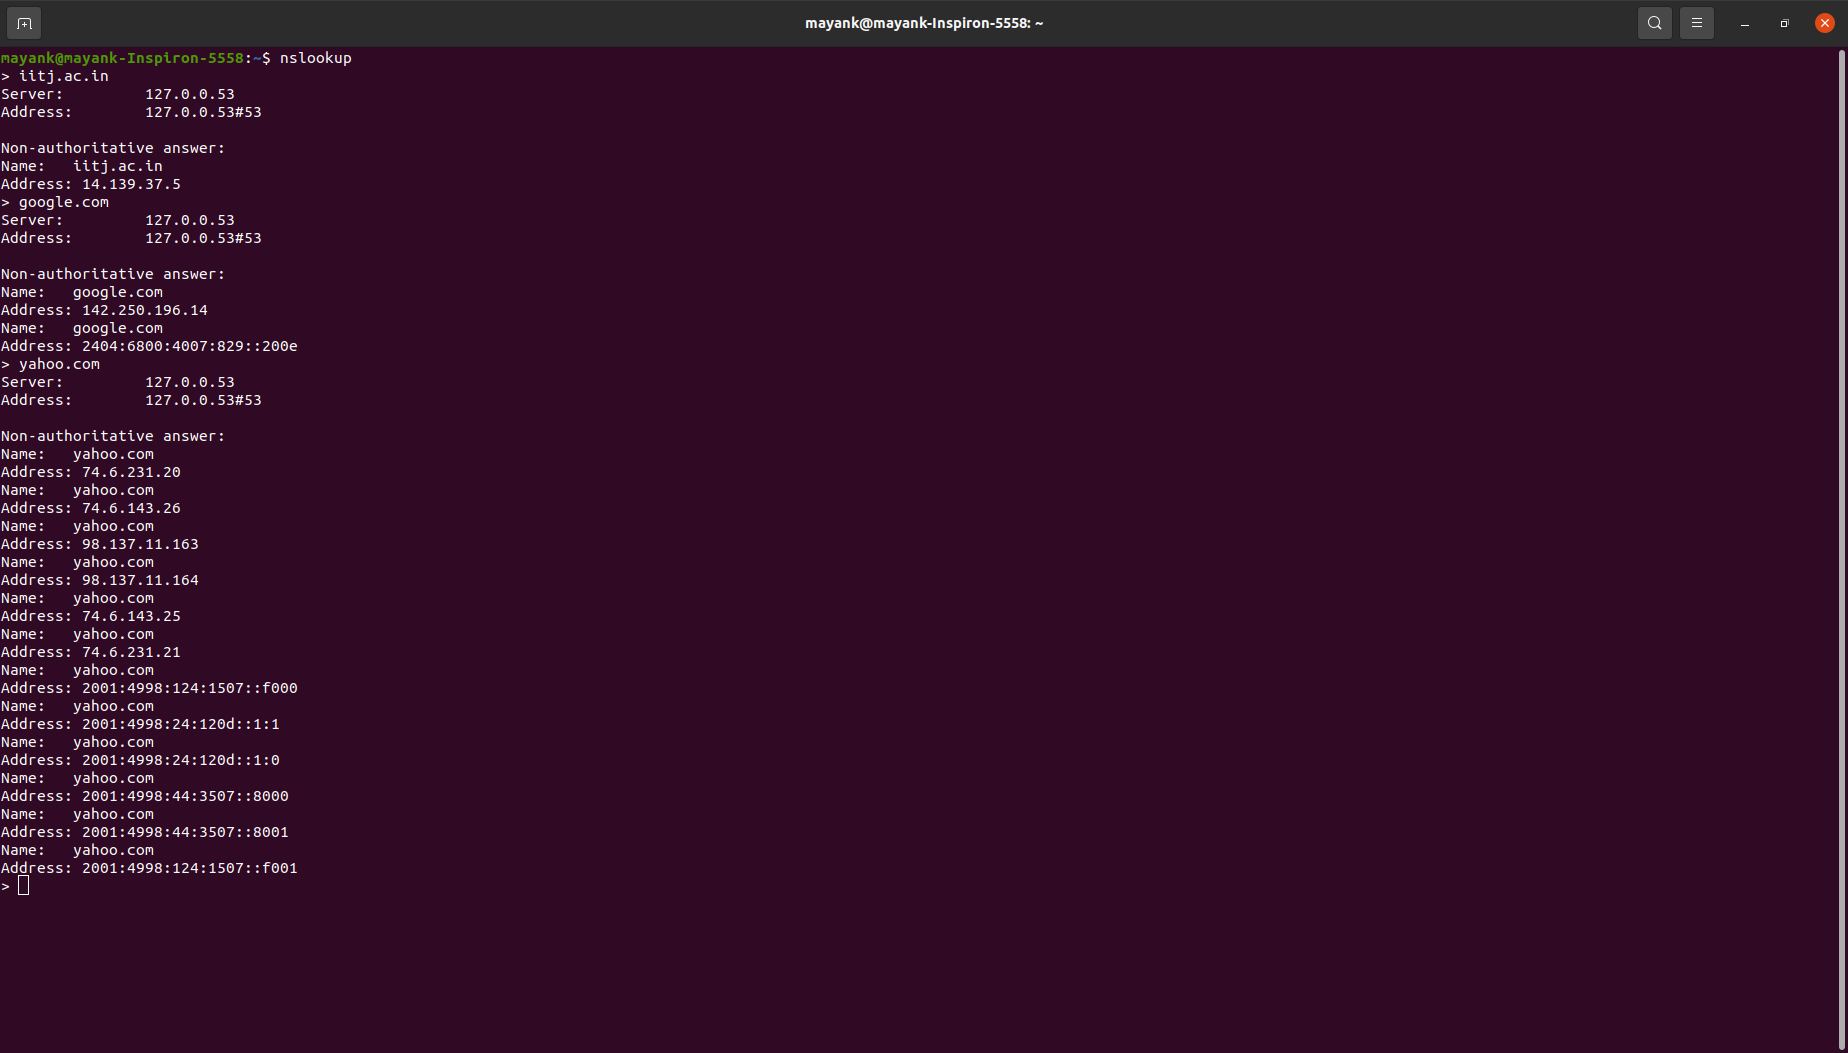 mayank@mayank-Inspiron-5558: ~
mayank@mayank-Inspiron-5558:~$ nslookup
> iitj.ac.in
Server:		127.0.0.53
Address:	127.0.0.53#53

Non-authoritative answer:
Name:	iitj.ac.in
Address: 14.139.37.5
> google.com
Server:		127.0.0.53
Address:	127.0.0.53#53

Non-authoritative answer:
Name:	google.com
Address: 142.250.196.14
Name:	google.com
Address: 2404:6800:4007:829::200e
> yahoo.com
Server:		127.0.0.53
Address:	127.0.0.53#53

Non-authoritative answer:
Name:	yahoo.com
Address: 74.6.231.20
Name:	yahoo.com
Address: 74.6.143.26
Name:	yahoo.com
Address: 98.137.11.163
Name:	yahoo.com
Address: 98.137.11.164
Name:	yahoo.com
Address: 74.6.143.25
Name:	yahoo.com
Address: 74.6.231.21
Name:	yahoo.com
Address: 2001:4998:124:1507::f000
Name:	yahoo.com
Address: 2001:4998:24:120d::1:1
Name:	yahoo.com
Address: 2001:4998:24:120d::1:0
Name:	yahoo.com
Address: 2001:4998:44:3507::8000
Name:	yahoo.com
Address: 2001:4998:44:3507::8001
Name:	yahoo.com
Address: 2001:4998:124:1507::f001
>